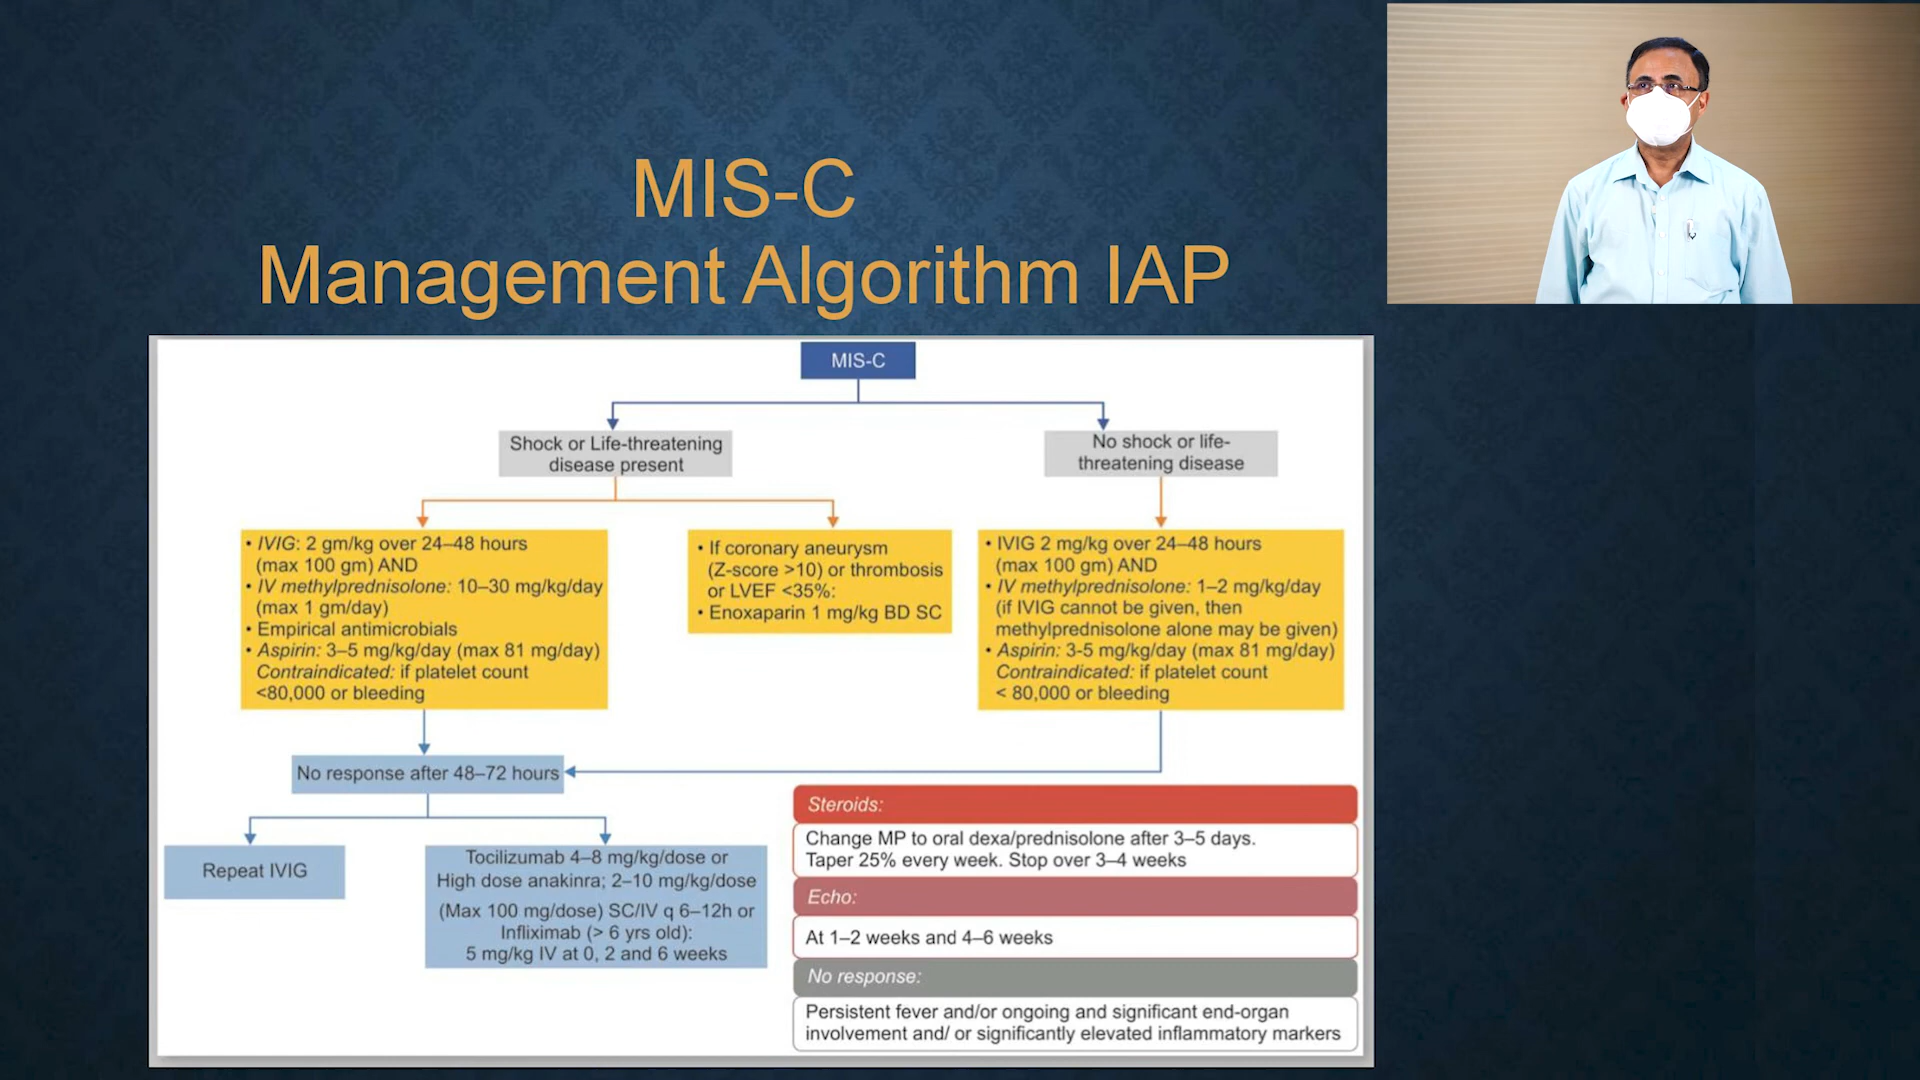 MIS-C
Management Algorithm IAP
MIS-C
Shock or Life-threatening
disease present
No shock or life-
threatening disease
• IVIG: 2 gm/kg over 24–48 hours
(max 100 gm) AND
• IV methylprednisolone: 10–30 mg/kg/day
(max 1 gm/day)
• Empirical antimicrobials
• Aspirin: 3–5 mg/kg/day (max 81 mg/day)
Contraindicated: if platelet count
<80,000 or bleeding
• If coronary aneurysm
(Z-score >10) or thrombosis
or LVEF <35%:
• Enoxaparin 1 mg/kg BD SC
• IVIG 2 mg/kg over 24–48 hours
(max 100 gm) AND
• IV methylprednisolone: 1–2 mg/kg/day
(if IVIG cannot be given, then
methylprednisolone alone may be given)
• Aspirin: 3-5 mg/kg/day (max 81 mg/day)
Contraindicated: if platelet count
< 80,000 or bleeding
No response after 48–72 hours
Repeat IVIG
Tocilizumab 4–8 mg/kg/dose or
High dose anakinra; 2–10 mg/kg/dose
(Max 100 mg/dose) SC/IV q 6–12h or
Infliximab (> 6 yrs old):
5 mg/kg IV at 0, 2 and 6 weeks
Steroids:
Change MP to oral dexa/prednisolone after 3–5 days.
Taper 25% every week. Stop over 3–4 weeks
Echo:
At 1–2 weeks and 4–6 weeks
No response:
Persistent fever and/or ongoing and significant end-organ
involvement and/ or significantly elevated inflammatory markers